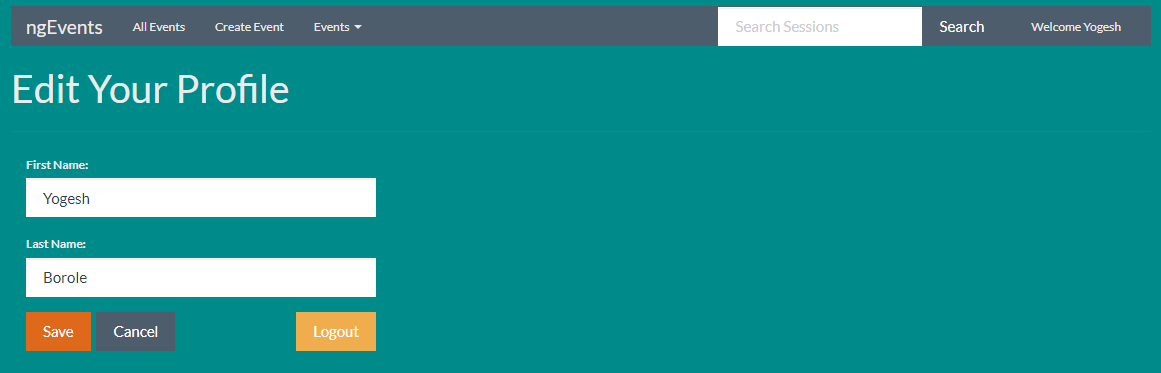 ngEvents All Events Create Event Events Search Sessions Search Welcome Yogesh
Edit Your Profile
First Name:
Yogesh
Last Name:
Borole
Save Cancel Logout